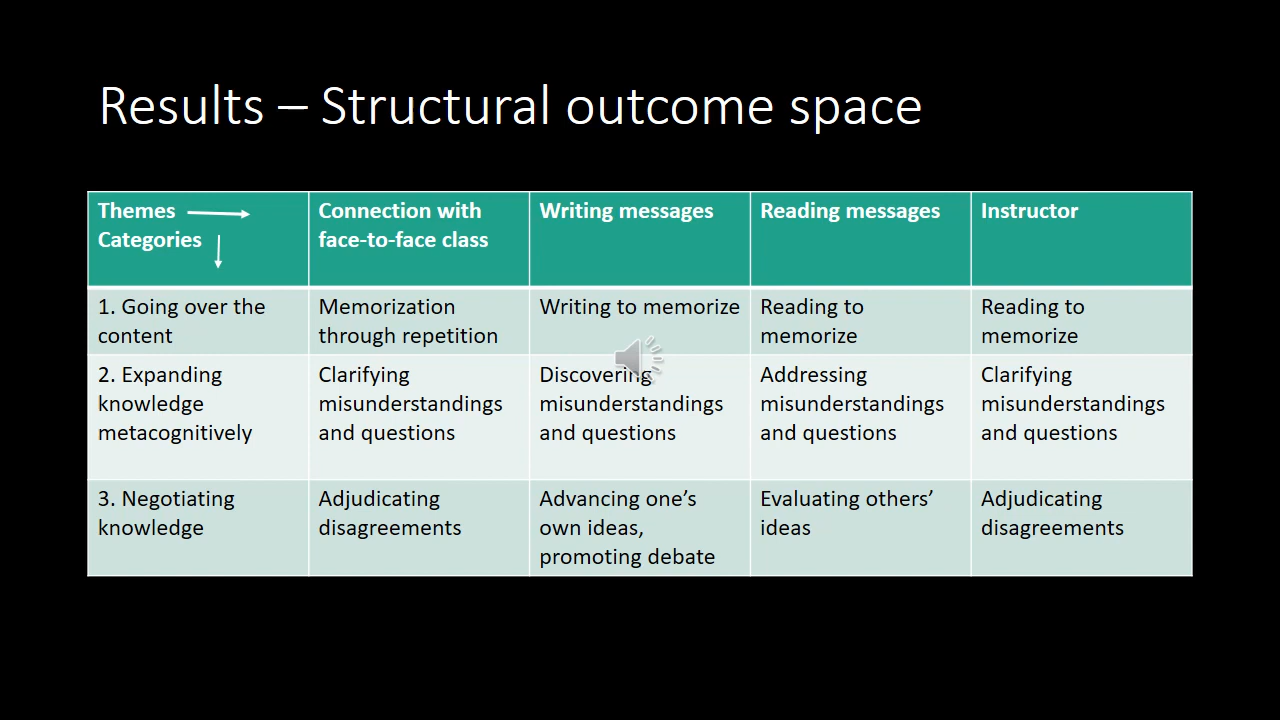 Results – Structural outcome space
Themes
Categories
Connection with
face-to-face class
Writing messages
Reading messages
Instructor
1. Going over the
content
Memorization
through repetition
Writing to memorize
Reading to
memorize
Reading to
memorize
2. Expanding
knowledge
metacognitively
Clarifying
misunderstandings
and questions
Discovering
misunderstandings
and questions
Addressing
misunderstandings
and questions
Clarifying
misunderstandings
and questions
3. Negotiating
knowledge
Adjudicating
disagreements
Advancing one’s
own ideas,
promoting debate
Evaluating others’
ideas
Adjudicating
disagreements